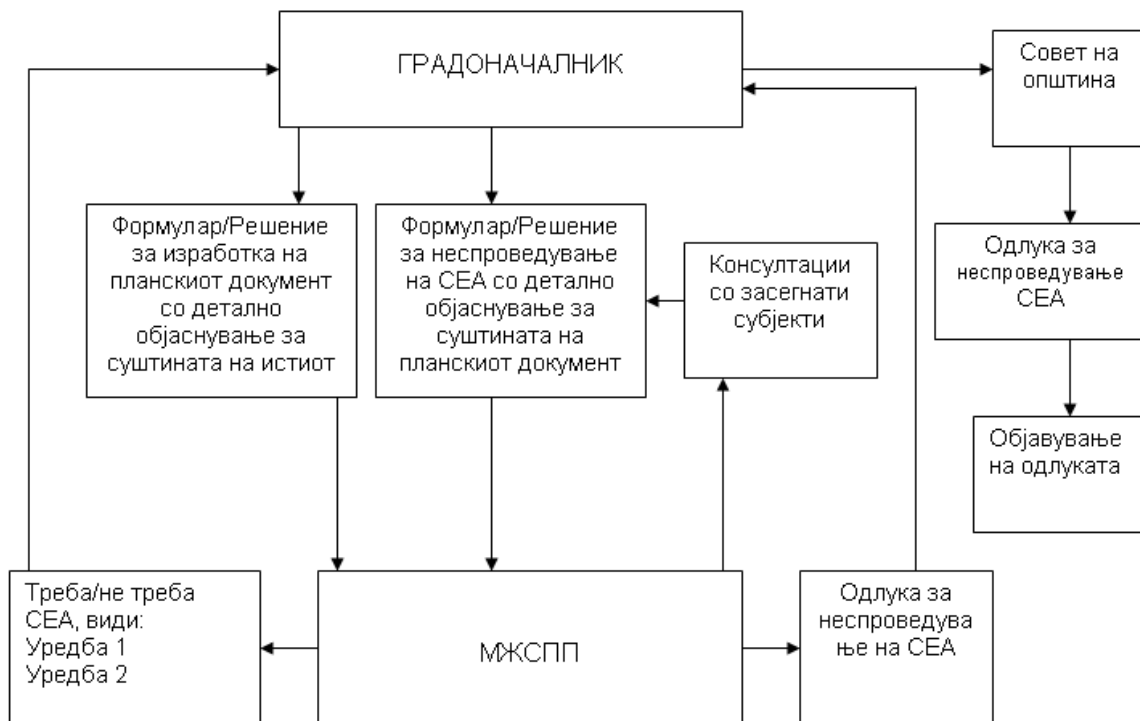 ГРАДОНАЧАЛНИК
Совет на
општина
Формулар/Решение
за изработка на
планскиот документ
со детално
објаснување за
суштината на истиот
Формулар/Решение
за неспроведување
на СЕА со детално
објаснување за
суштината на
планскиот документ
Консултации
со засегнати
субјекти
Одлука за
неспроведување
СЕА
Објавување
на одлуката
Треба/не треба
СЕА, види:
Уредба 1
Уредба 2
МЖСПП
Одлука за
неспроведува
ње на СЕА